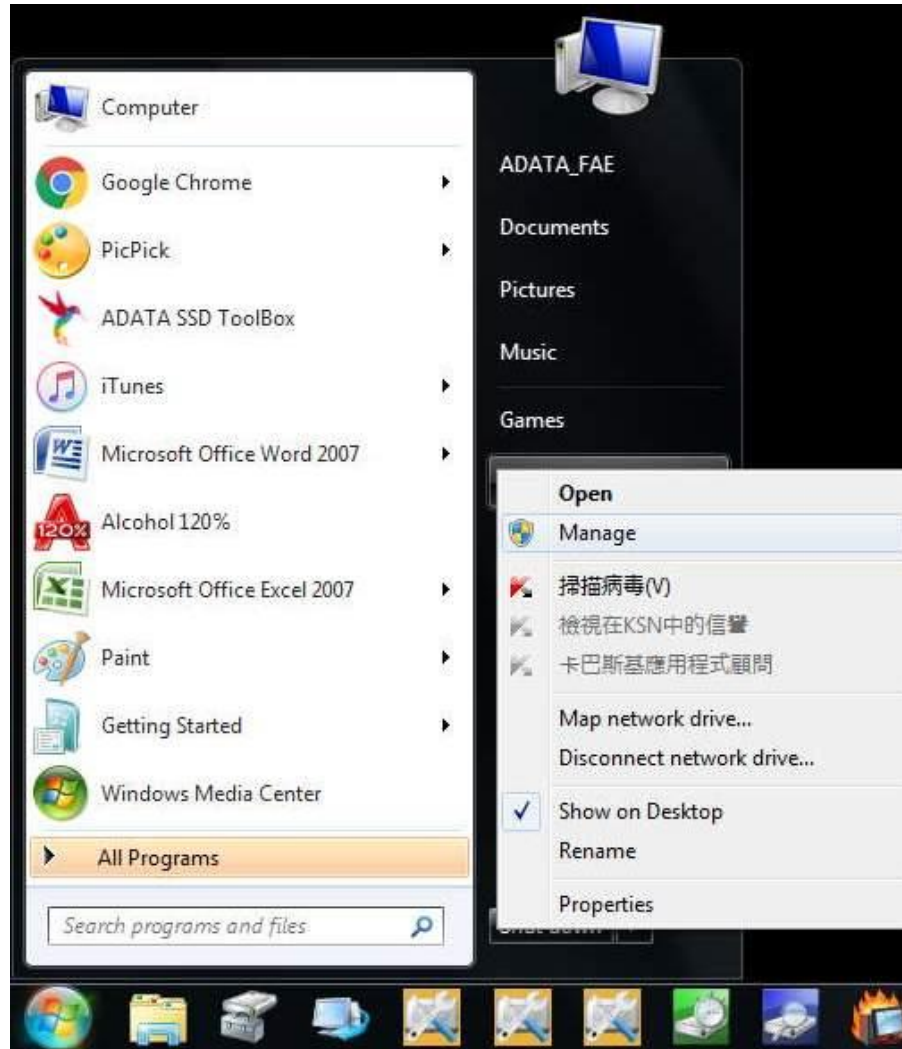 Computer
Google Chrome
PicPick
ADATA SSD ToolBox
iTunes
Microsoft Office Word 2007
120%
Alcohol 120%
Microsoft Office Excel 2007
Paint
Getting Started
Windows Media Center
All Programs
Search programs and files
ADATA_FAE
Documents
Pictures
Music
Games
Open
Manage
掃描病毒(V)
檢視在KSN中的信譽
卡巴斯基應用程式顧問
Map network drive...
Disconnect network drive...
Show on Desktop
Rename
Properties
Shut down